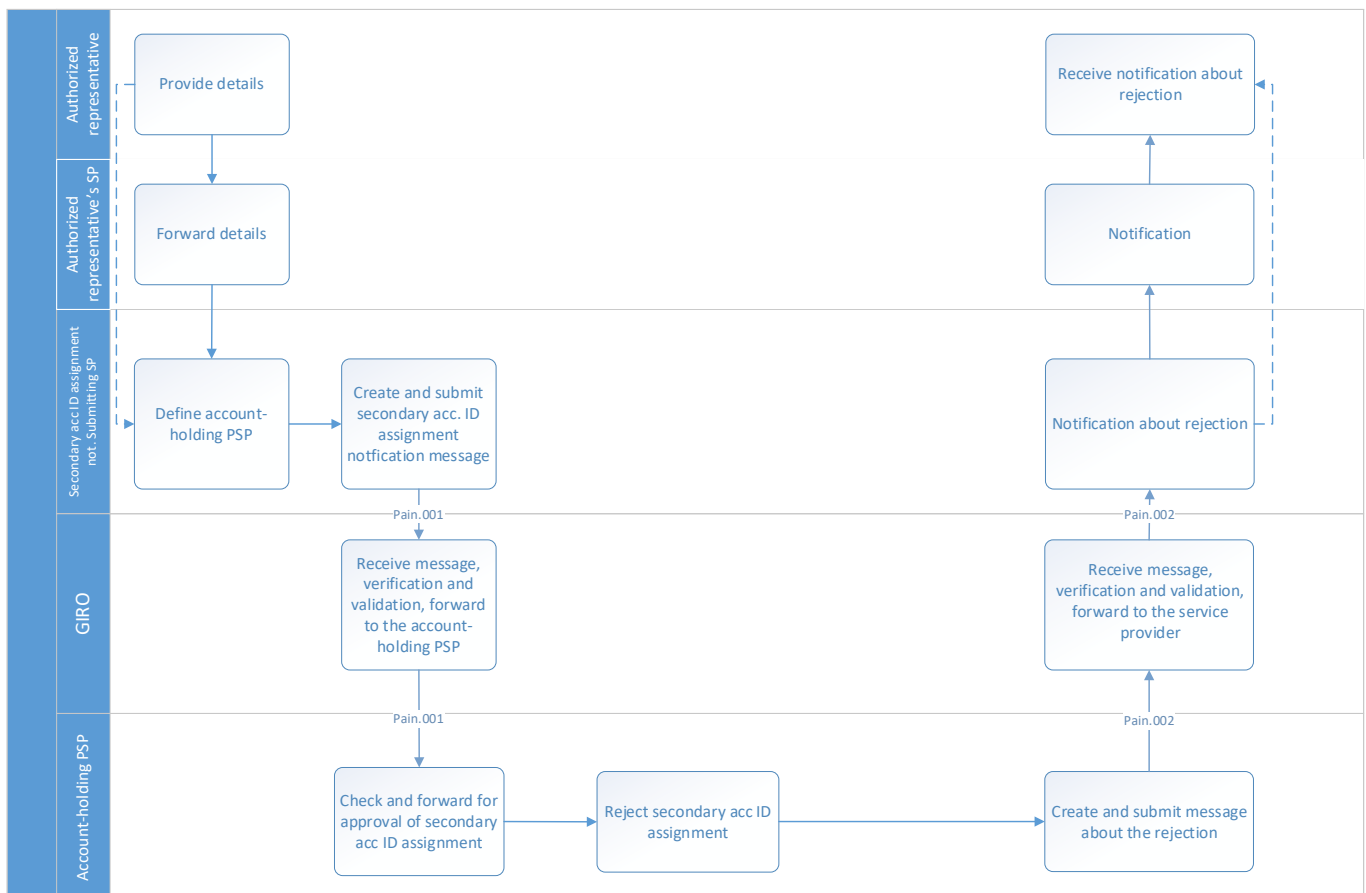 Authorized
representative
Provide details
Receive notification about
rejection
Authorized
representative's SP
Forward details
Notification
Secondary acc ID assignment
not. Submitting SP
Define account-
holding PSP
Create and submit
secondary acc. ID
assignment
notfication message
Notification about rejection
Pain.001
Pain.002
GIRO
Receive message,
verification and
validation, forward
to the account-
holding PSP
Receive message,
verification and validation,
forward to the service
provider
Pain.001
Pain.002
Account-holding PSP
Check and forward for
approval of secondary
acc ID assignment
Reject secondary acc ID
assignment
Create and submit message
about the rejection